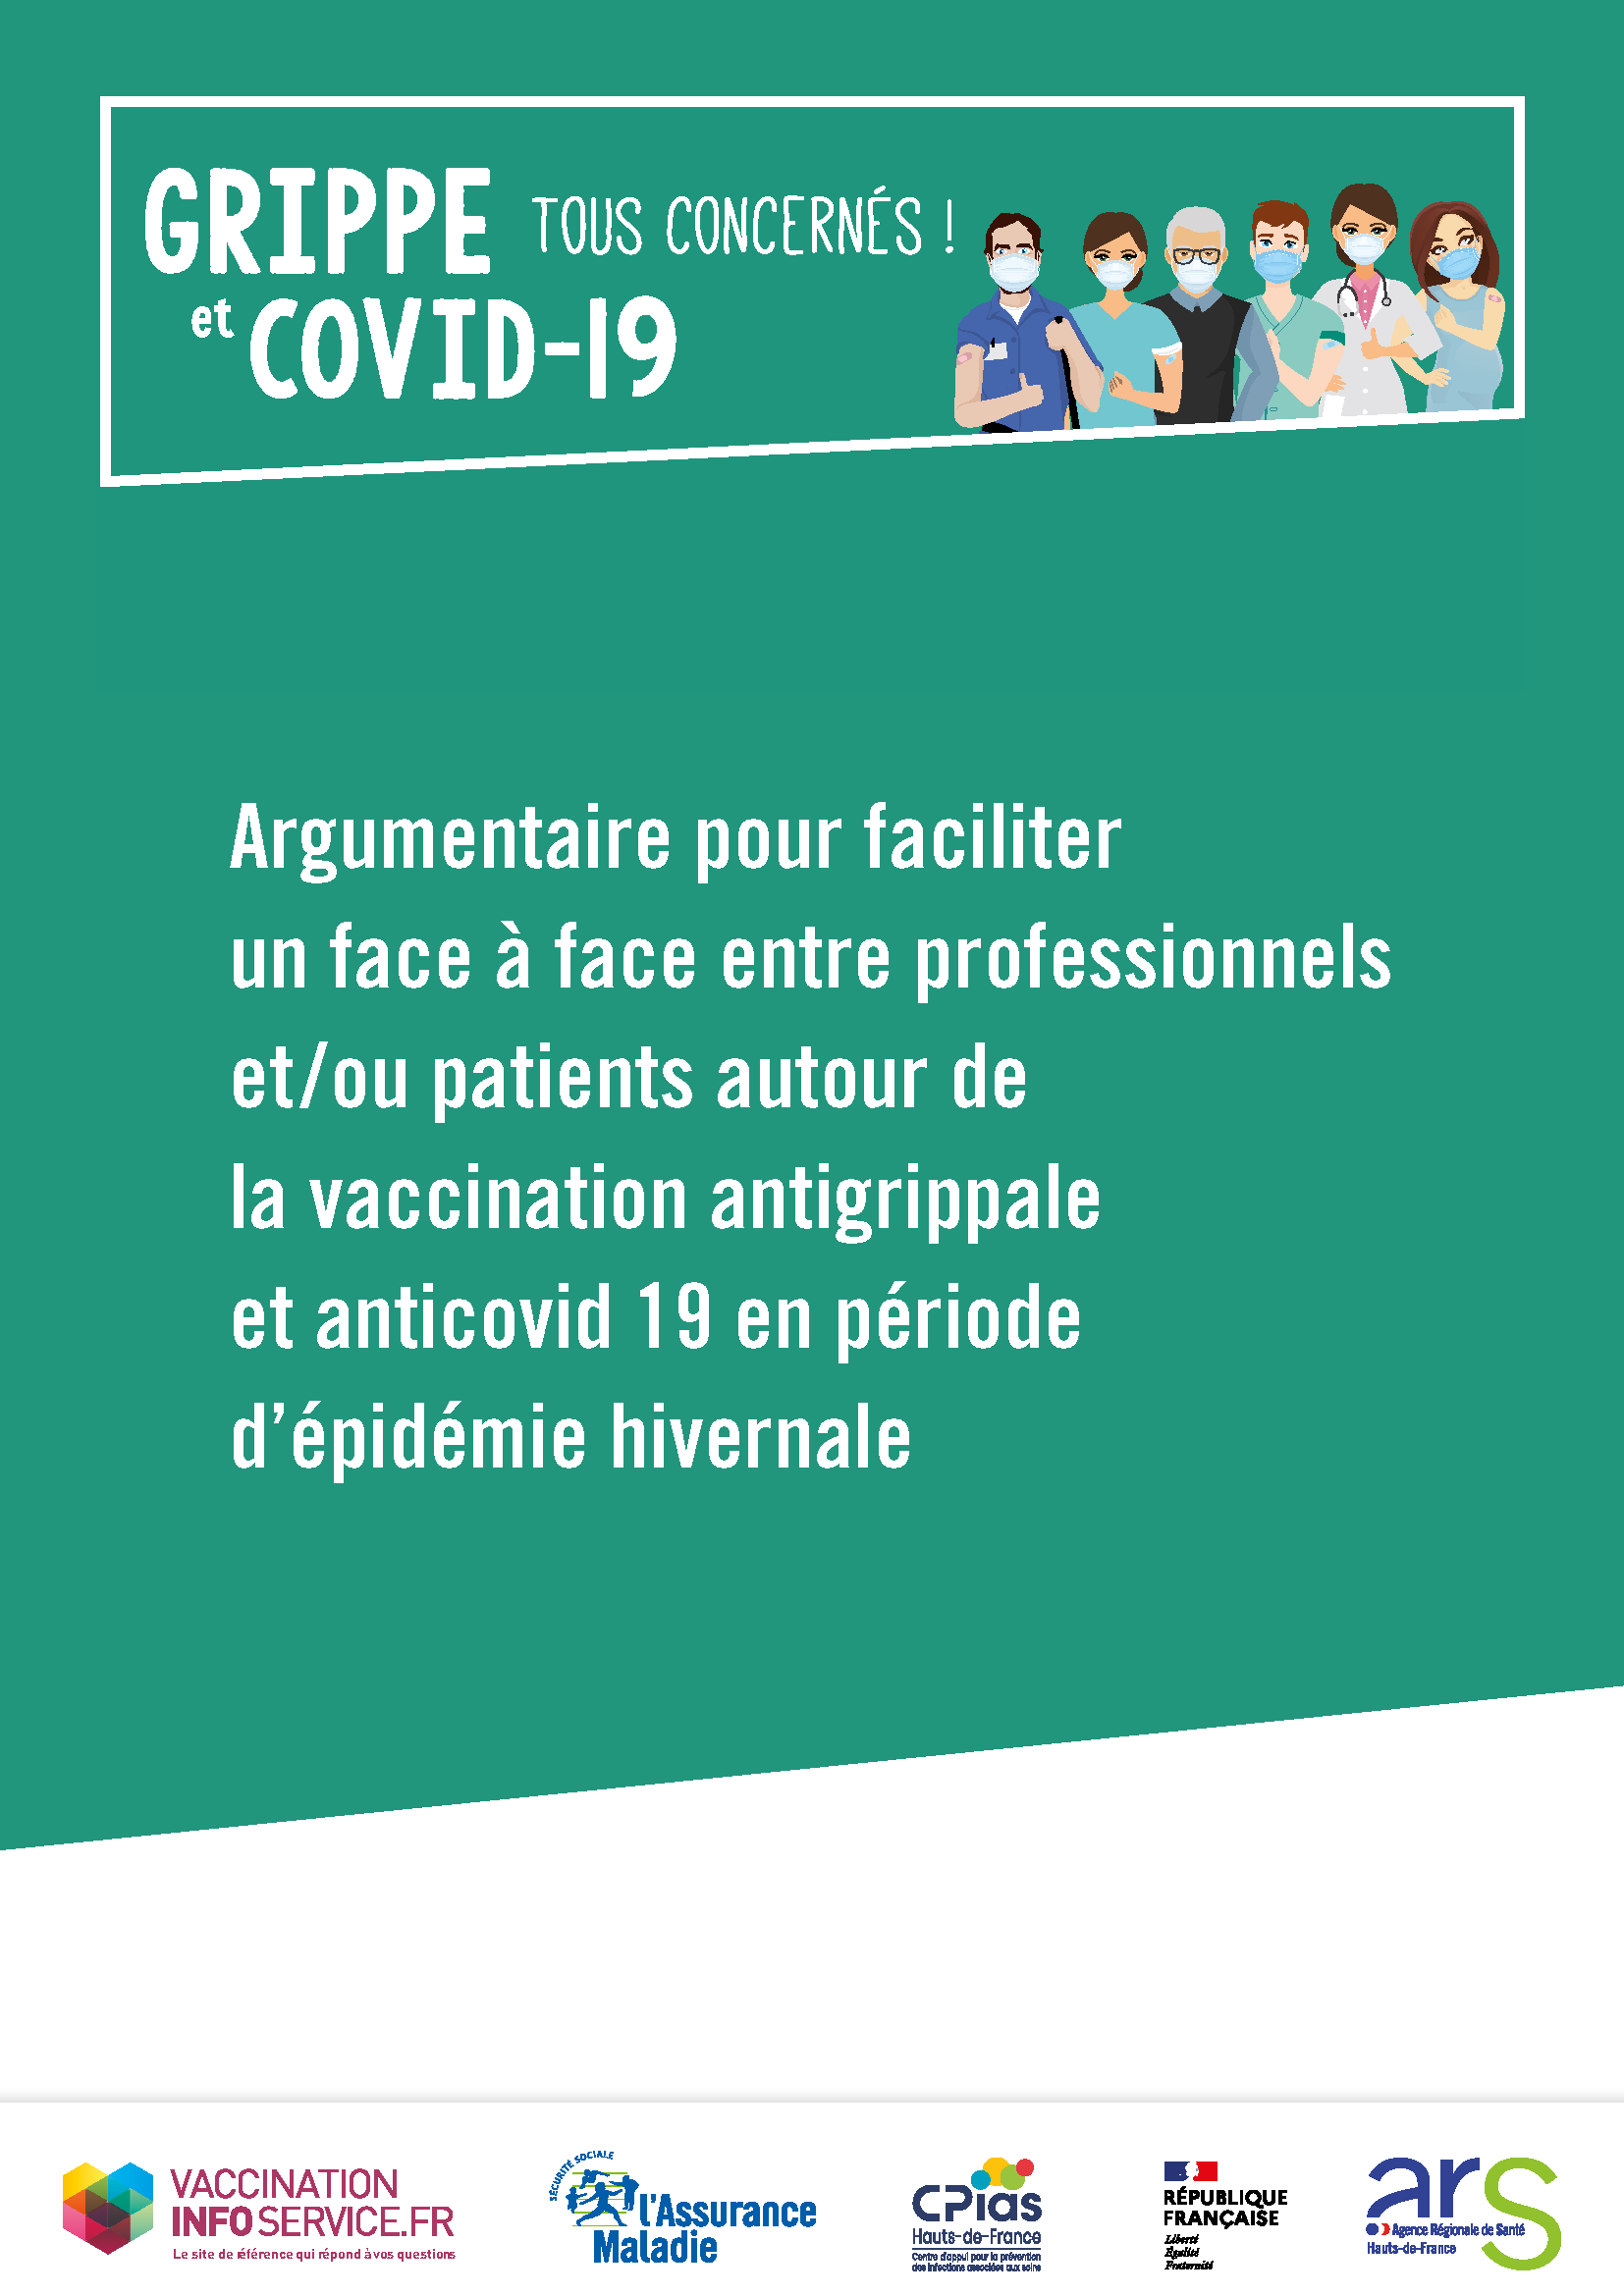 GRIPPE TOUS CONCERNÉS !
et COVID-19
Argumentaire pour faciliter
un face à face entre professionnels
et/ou patients autour de
la vaccination antigrippale
et anticovid 19 en période
d’épidémie hivernale
VACCINATION
INFO SERVICE.FR
Le site de référence qui répond à vos questions
SÉCURITÉ SOCIALE
l’Assurance
Maladie
CPias
Hauts-de-France
Centre d'appui pour la prévention
des infections associées aux soins
RÉPUBLIQUE
FRANÇAISE
Liberté
Égalité
Fraternité
ars
Agence Régionale de Santé
Hauts-de-France